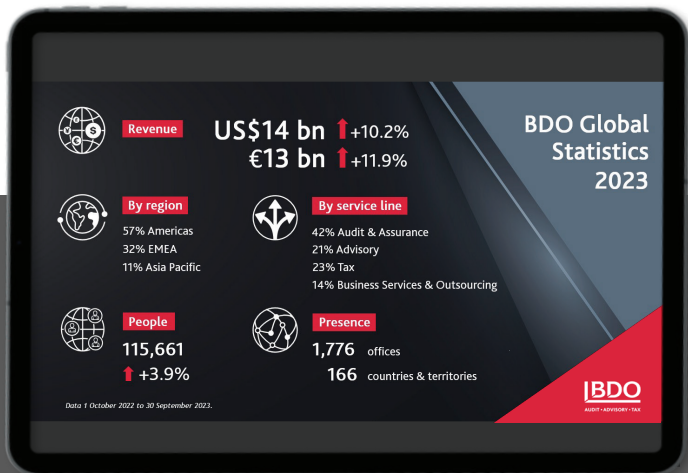 BDO Global
Statistics
2023
Revenue
US$14 bn +10.2%
€13 bn +11.9%
By region
57% Americas
32% EMEA
11% Asia Pacific
By service line
42% Audit & Assurance
21% Advisory
23% Tax
14% Business Services & Outsourcing
People
115,661
+3.9%
Presence
1,776 offices
166 countries & territories
Data 1 October 2022 to 30 September 2023.
BDO
AUDIT • ADVISORY • TAX